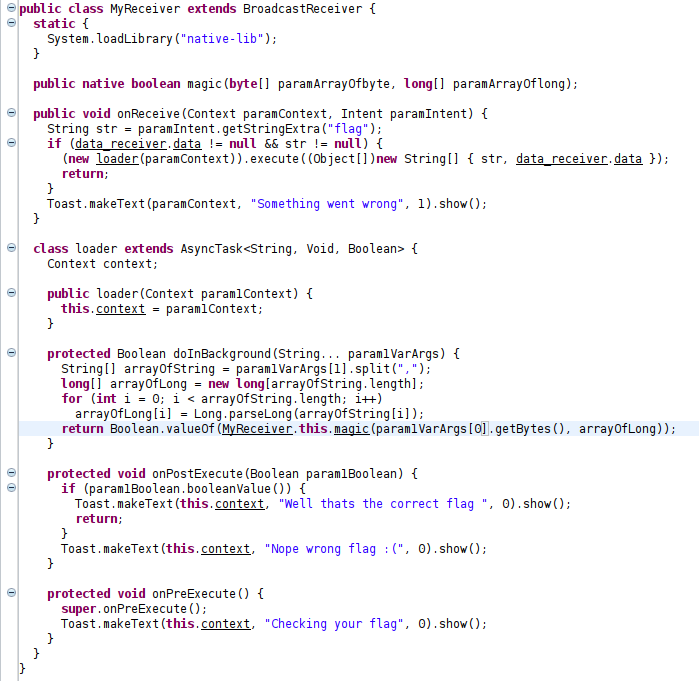 public class MyReceiver extends BroadcastReceiver {
  static {
    System.loadLibrary("native-lib");
  }

  public native boolean magic(byte[] paramArrayOfbyte, long[] paramArrayOflong);

  public void onReceive(Context paramContext, Intent paramIntent) {
    String str = paramIntent.getStringExtra("flag");
    if (data_receiver.data != null && str != null) {
      (new loader(paramContext)).execute((Object[])new String[] { str, data_receiver.data });
      return;
    }
    Toast.makeText(paramContext, "Something went wrong", 1).show();
  }

  class loader extends AsyncTask<String, Void, Boolean> {
    Context context;

    public loader(Context param1Context) {
      this.context = param1Context;
    }

    protected Boolean doInBackground(String... param1VarArgs) {
      String[] arrayOfString = param1VarArgs[1].split(",");
      long[] arrayOfLong = new long[arrayOfString.length];
      for (int i = 0; i < arrayOfString.length; i++)
        arrayOfLong[i] = Long.parseLong(arrayOfString[i]);
      return Boolean.valueOf(MyReceiver.this.magic(param1VarArgs[0].getBytes(), arrayOfLong));
    }

    protected void onPostExecute(Boolean param1Boolean) {
      if (param1Boolean.booleanValue()) {
        Toast.makeText(this.context, "Well thats the correct flag ", 0).show();
        return;
      }
      Toast.makeText(this.context, "Nope wrong flag :(", 0).show();
    }

    protected void onPreExecute() {
      super.onPreExecute();
      Toast.makeText(this.context, "Checking your flag", 0).show();
    }
  }
}